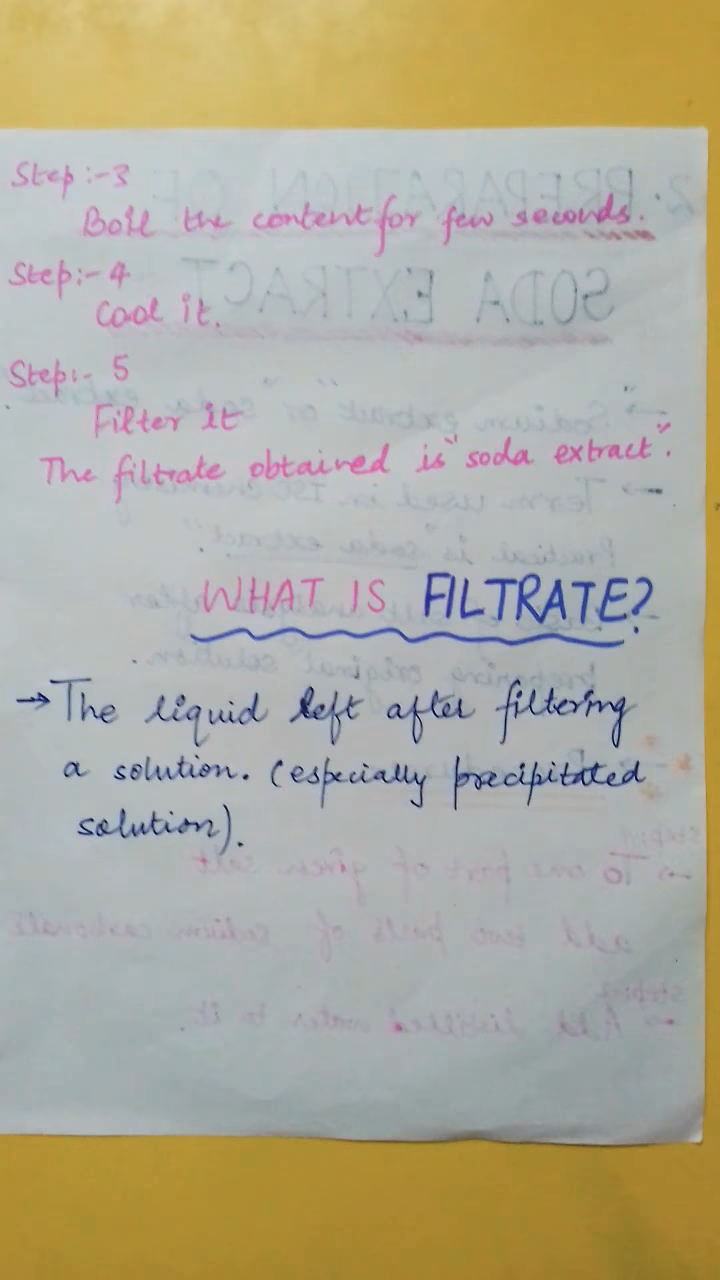 Step:-3
Boil the content for few seconds.
Step:- 4
Cool it.
Step:- 5
Filter it
The filtrate obtained is "soda extract".
WHAT IS FILTRATE?
→ The liquid left after filtering
a solution. (especially precipitated
solution).